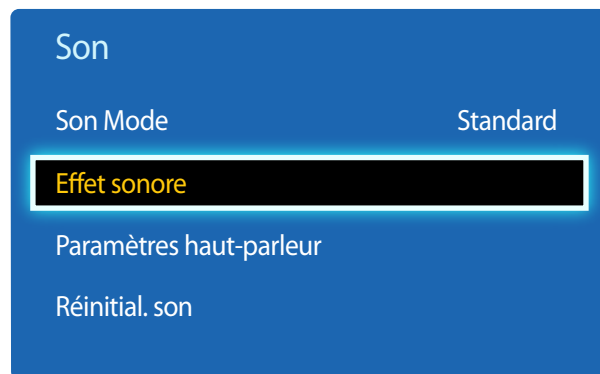 Son
Son Mode Standard
Effet sonore
Paramètres haut-parleur
Réinitial. son